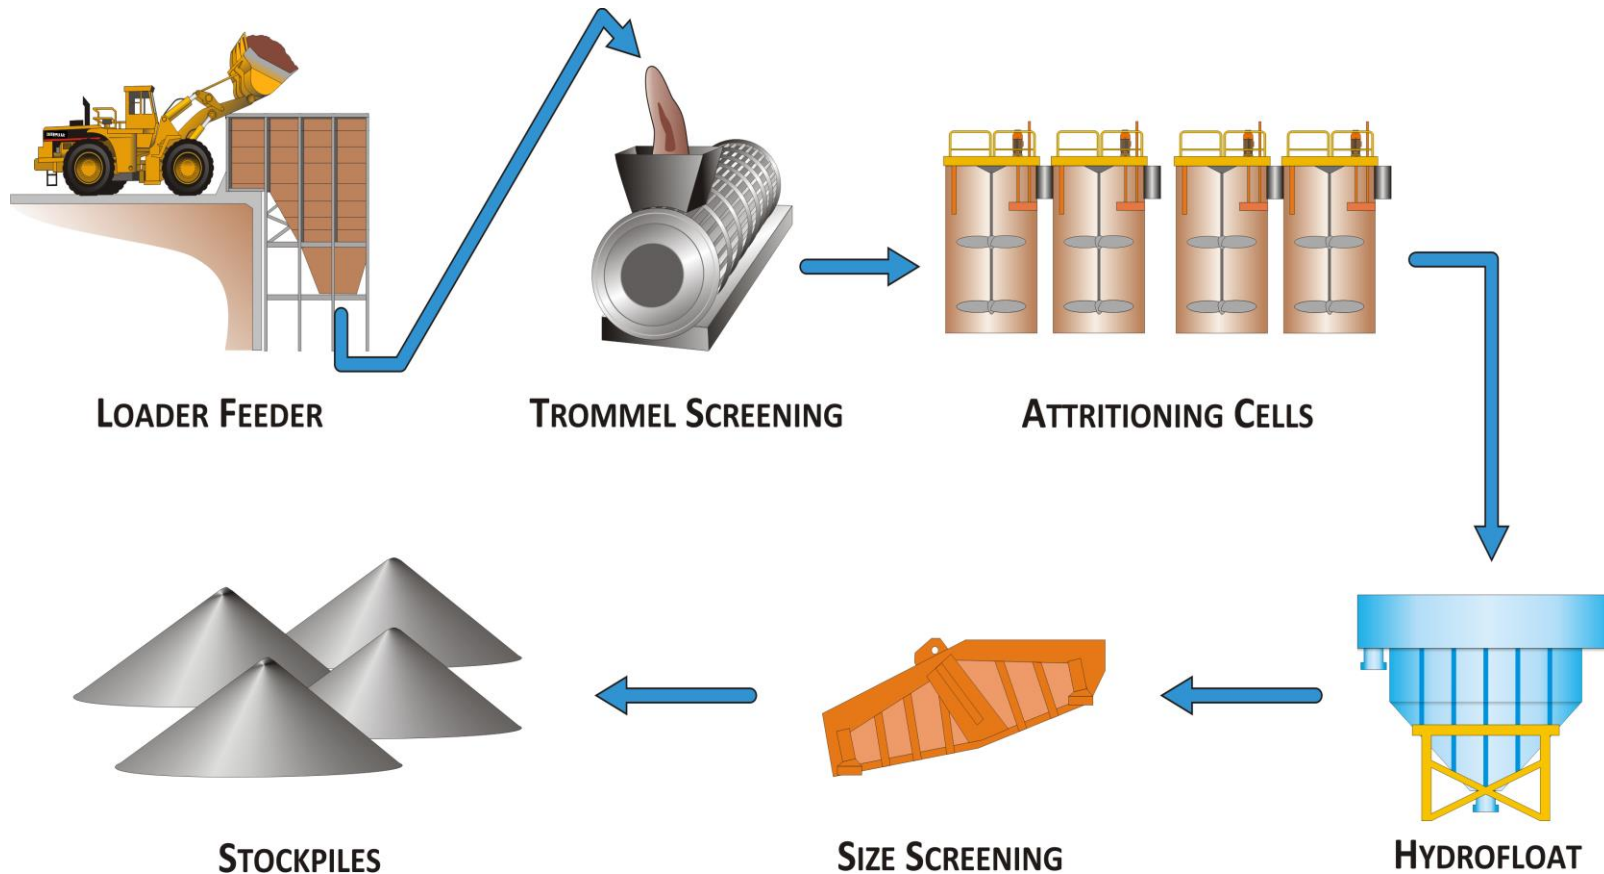 LOADER FEEDER
TROMMEL SCREENING
ATTRITIONING CELLS
STOCKPILES
SIZE SCREENING
HYDROFLOAT